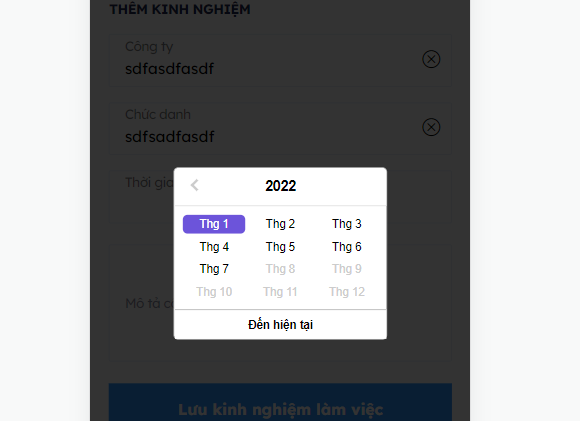 THÊM KINH NGHIỆM
Công ty
sdfasdfasdf
Chức danh
sdfsadfasdf
Thời gia
2022
Thg 1 Thg 2 Thg 3
Thg 4 Thg 5 Thg 6
Thg 7 Thg 8 Thg 9
Thg 10 Thg 11 Thg 12
Mô tả c
Đến hiện tại
Lưu kinh nghiệm làm việc